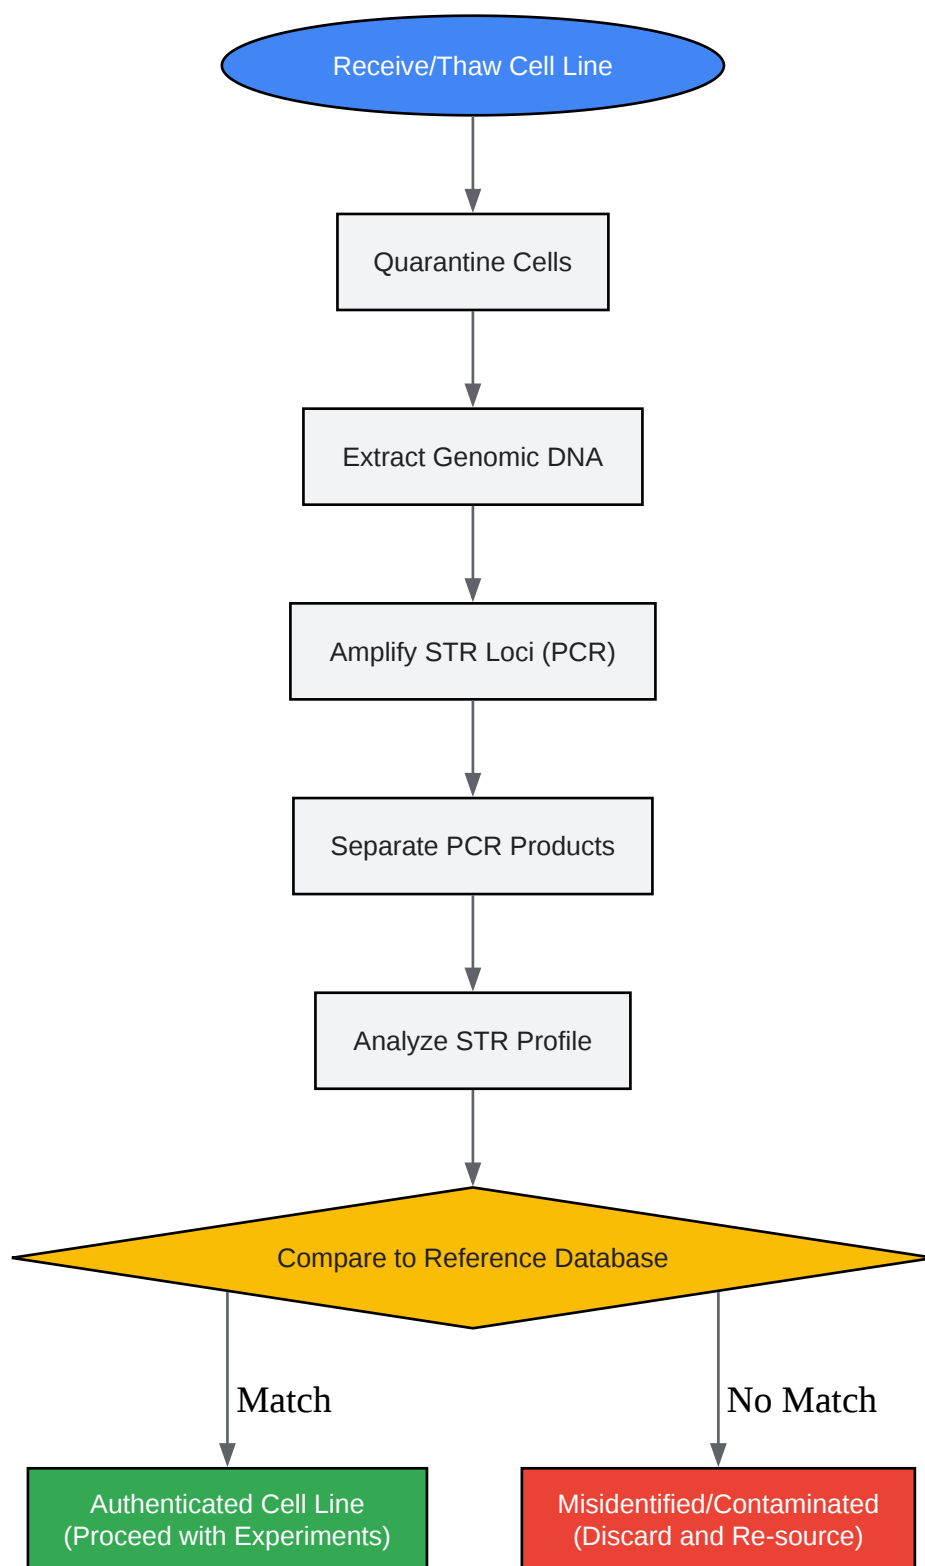 Receive/Thaw Cell Line
Quarantine Cells
Extract Genomic DNA
Amplify STR Loci (PCR)
Separate PCR Products
Analyze STR Profile
Compare to Reference Database
Match
No Match
Authenticated Cell Line
(Proceed with Experiments)
Misidentified/Contaminated
(Discard and Re-source)